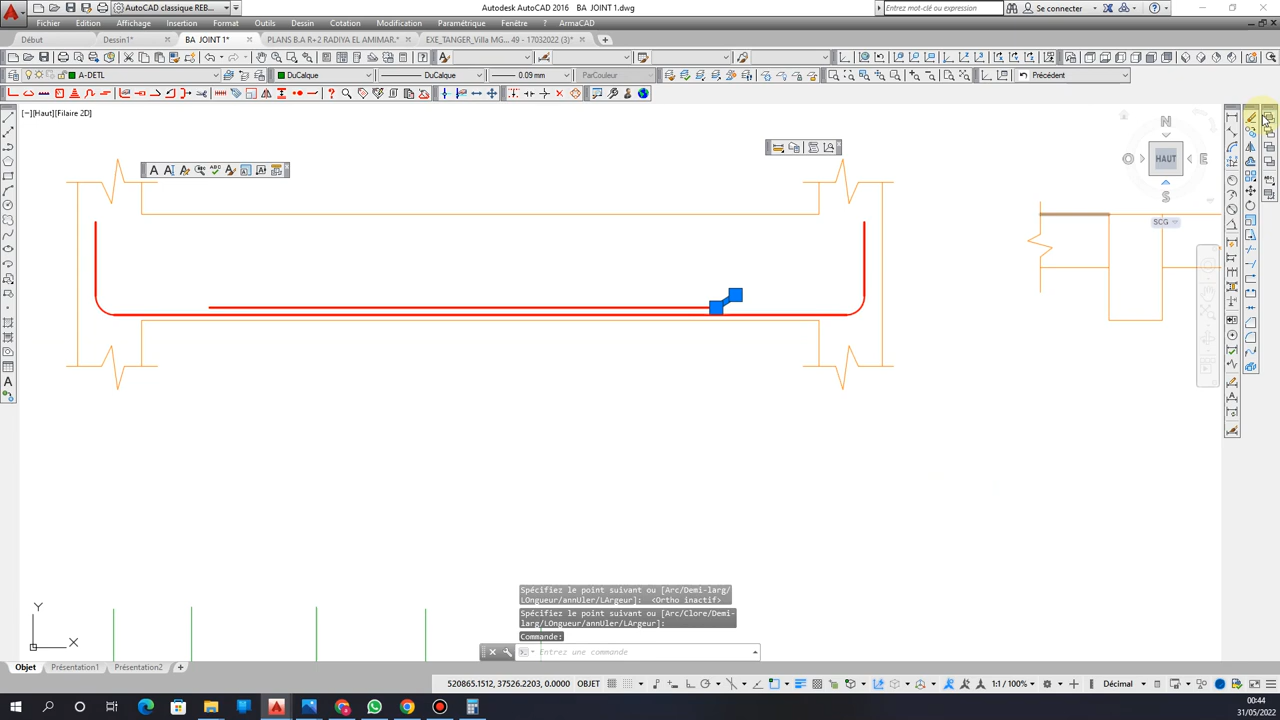 AutoCAD classique REB...
Autodesk AutoCAD 2016 BA JOINT 1.dwg
Entrez mot-clé ou expression
Se connecter
Fichier Edition Affichage Insertion Format Outils Dessin Cotation Modification Paramétrique Fenêtre ? ArmaCAD
Début Dessin1* BA JOINT 1* PLANS B.A R+2 RADIYA EL AMIMAR.* EXE_TANGER_Villa MG... 49 - 17032022 (3)*
A-DETL DuCalque DuCalque 0.09 mm ParCouleur Précédent
[−][Haut][Filaire 2D]
N
O HAUT E
S
SCG
Spécifiez le point suivant ou [Arc/Demi-larg/
LOngueur/annUler/LArgeur]: <Ortho inactif>
Spécifiez le point suivant ou [Arc/Clore/Demi-
larg/LOngueur/annUler/LArgeur]:
Commande:
Entrez une commande
Y
X
Objet Présentation1 Présentation2 +
520865.1512, 37526.2203, 0.0000 OBJET 1:1 / 100% Décimal
00:44
31/05/2022